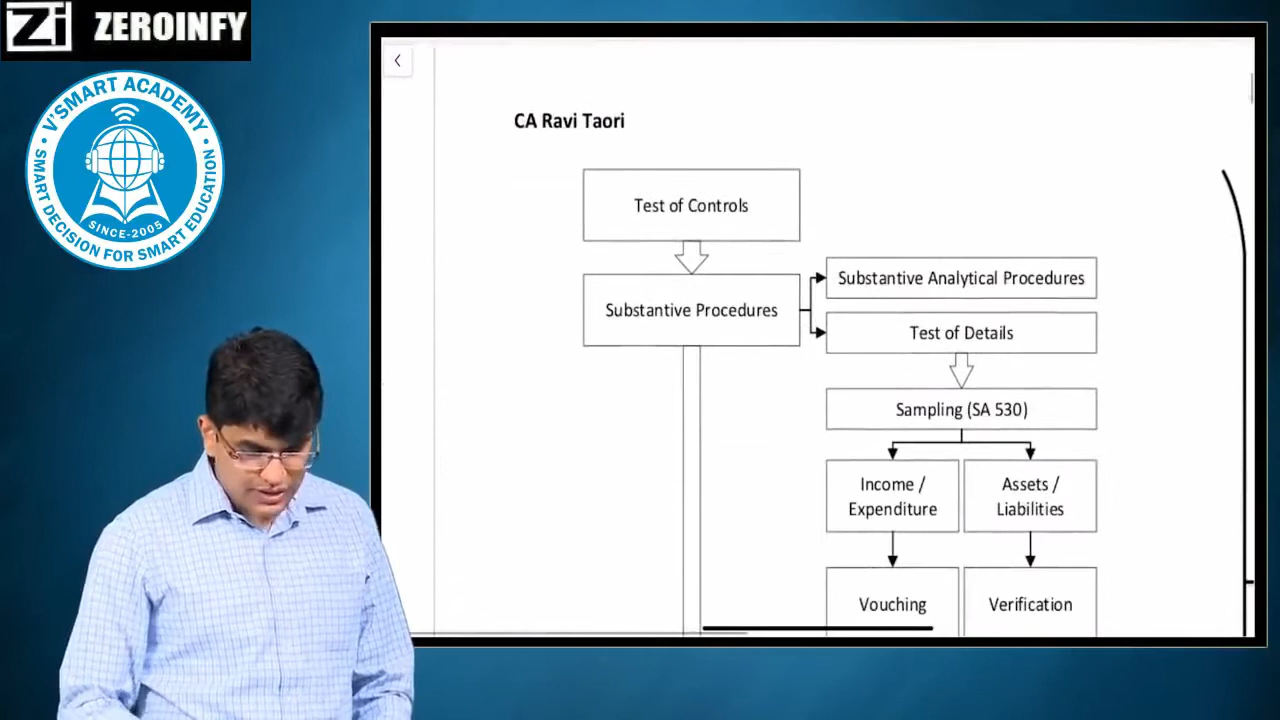 Zi ZEROINFY
V'SMART ACADEMY
SMART DECISION FOR SMART EDUCATION
SINCE-2005
CA Ravi Taori
Test of Controls
Substantive Procedures
Substantive Analytical Procedures
Test of Details
Sampling (SA 530)
Income /
Expenditure
Assets /
Liabilities
Vouching
Verification